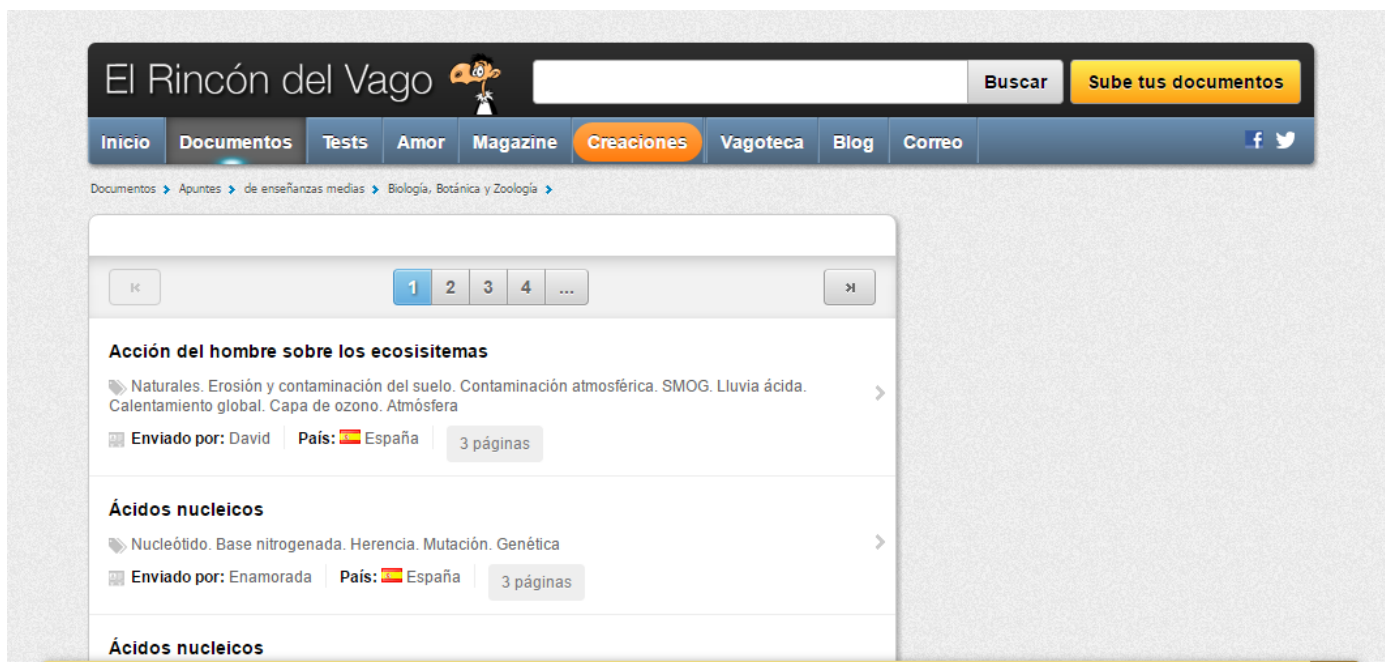 El Rincón del Vago
Buscar
Sube tus documentos
Inicio Documentos Tests Amor Magazine Creaciones Vagoteca Blog Correo
Documentos > Apuntes > de enseñanzas medias > Biología, Botánica y Zoología >
1 2 3 4 ...
Acción del hombre sobre los ecosisitemas
Naturales. Erosión y contaminación del suelo. Contaminación atmosférica. SMOG. Lluvia ácida.
Calentamiento global. Capa de ozono. Atmósfera
Enviado por: David País: España 3 páginas
Ácidos nucleicos
Nucleótido. Base nitrogenada. Herencia. Mutación. Genética
Enviado por: Enamorada País: España 3 páginas
Ácidos nucleicos